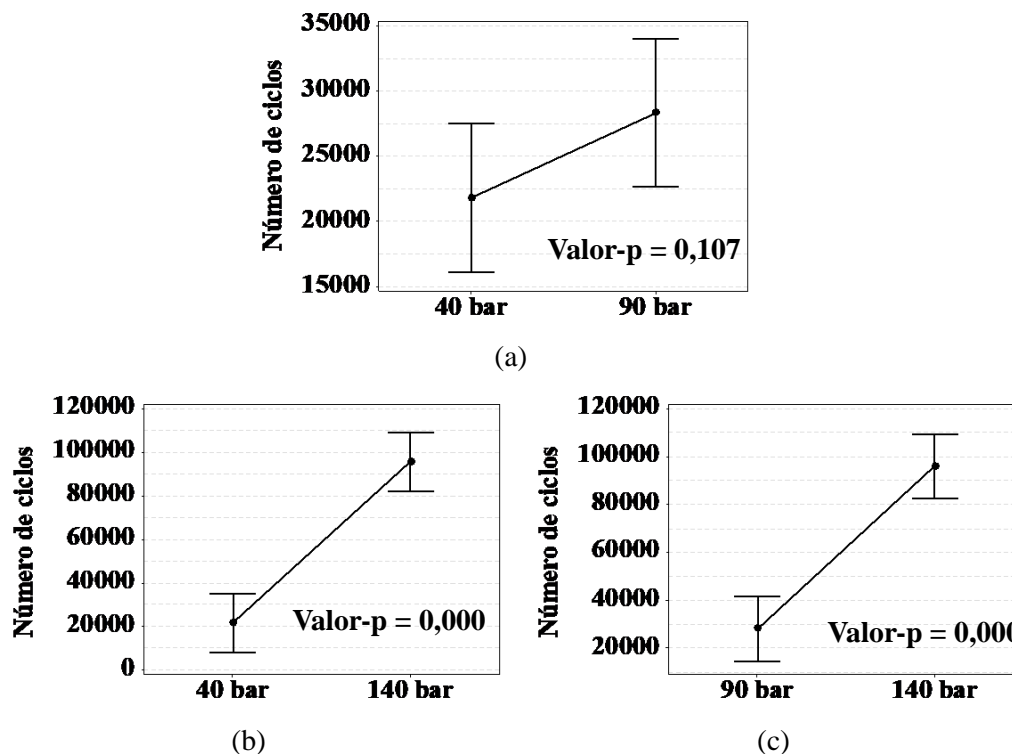 35000
30000
25000
20000
15000
Número de ciclos
Valor-p = 0,107
40 bar
90 bar
(a)
120000
100000
80000
60000
40000
20000
0
Número de ciclos
Valor-p = 0,000
40 bar
140 bar
(b)
120000
100000
80000
60000
40000
20000
Número de ciclos
Valor-p = 0,000
90 bar
140 bar
(c)